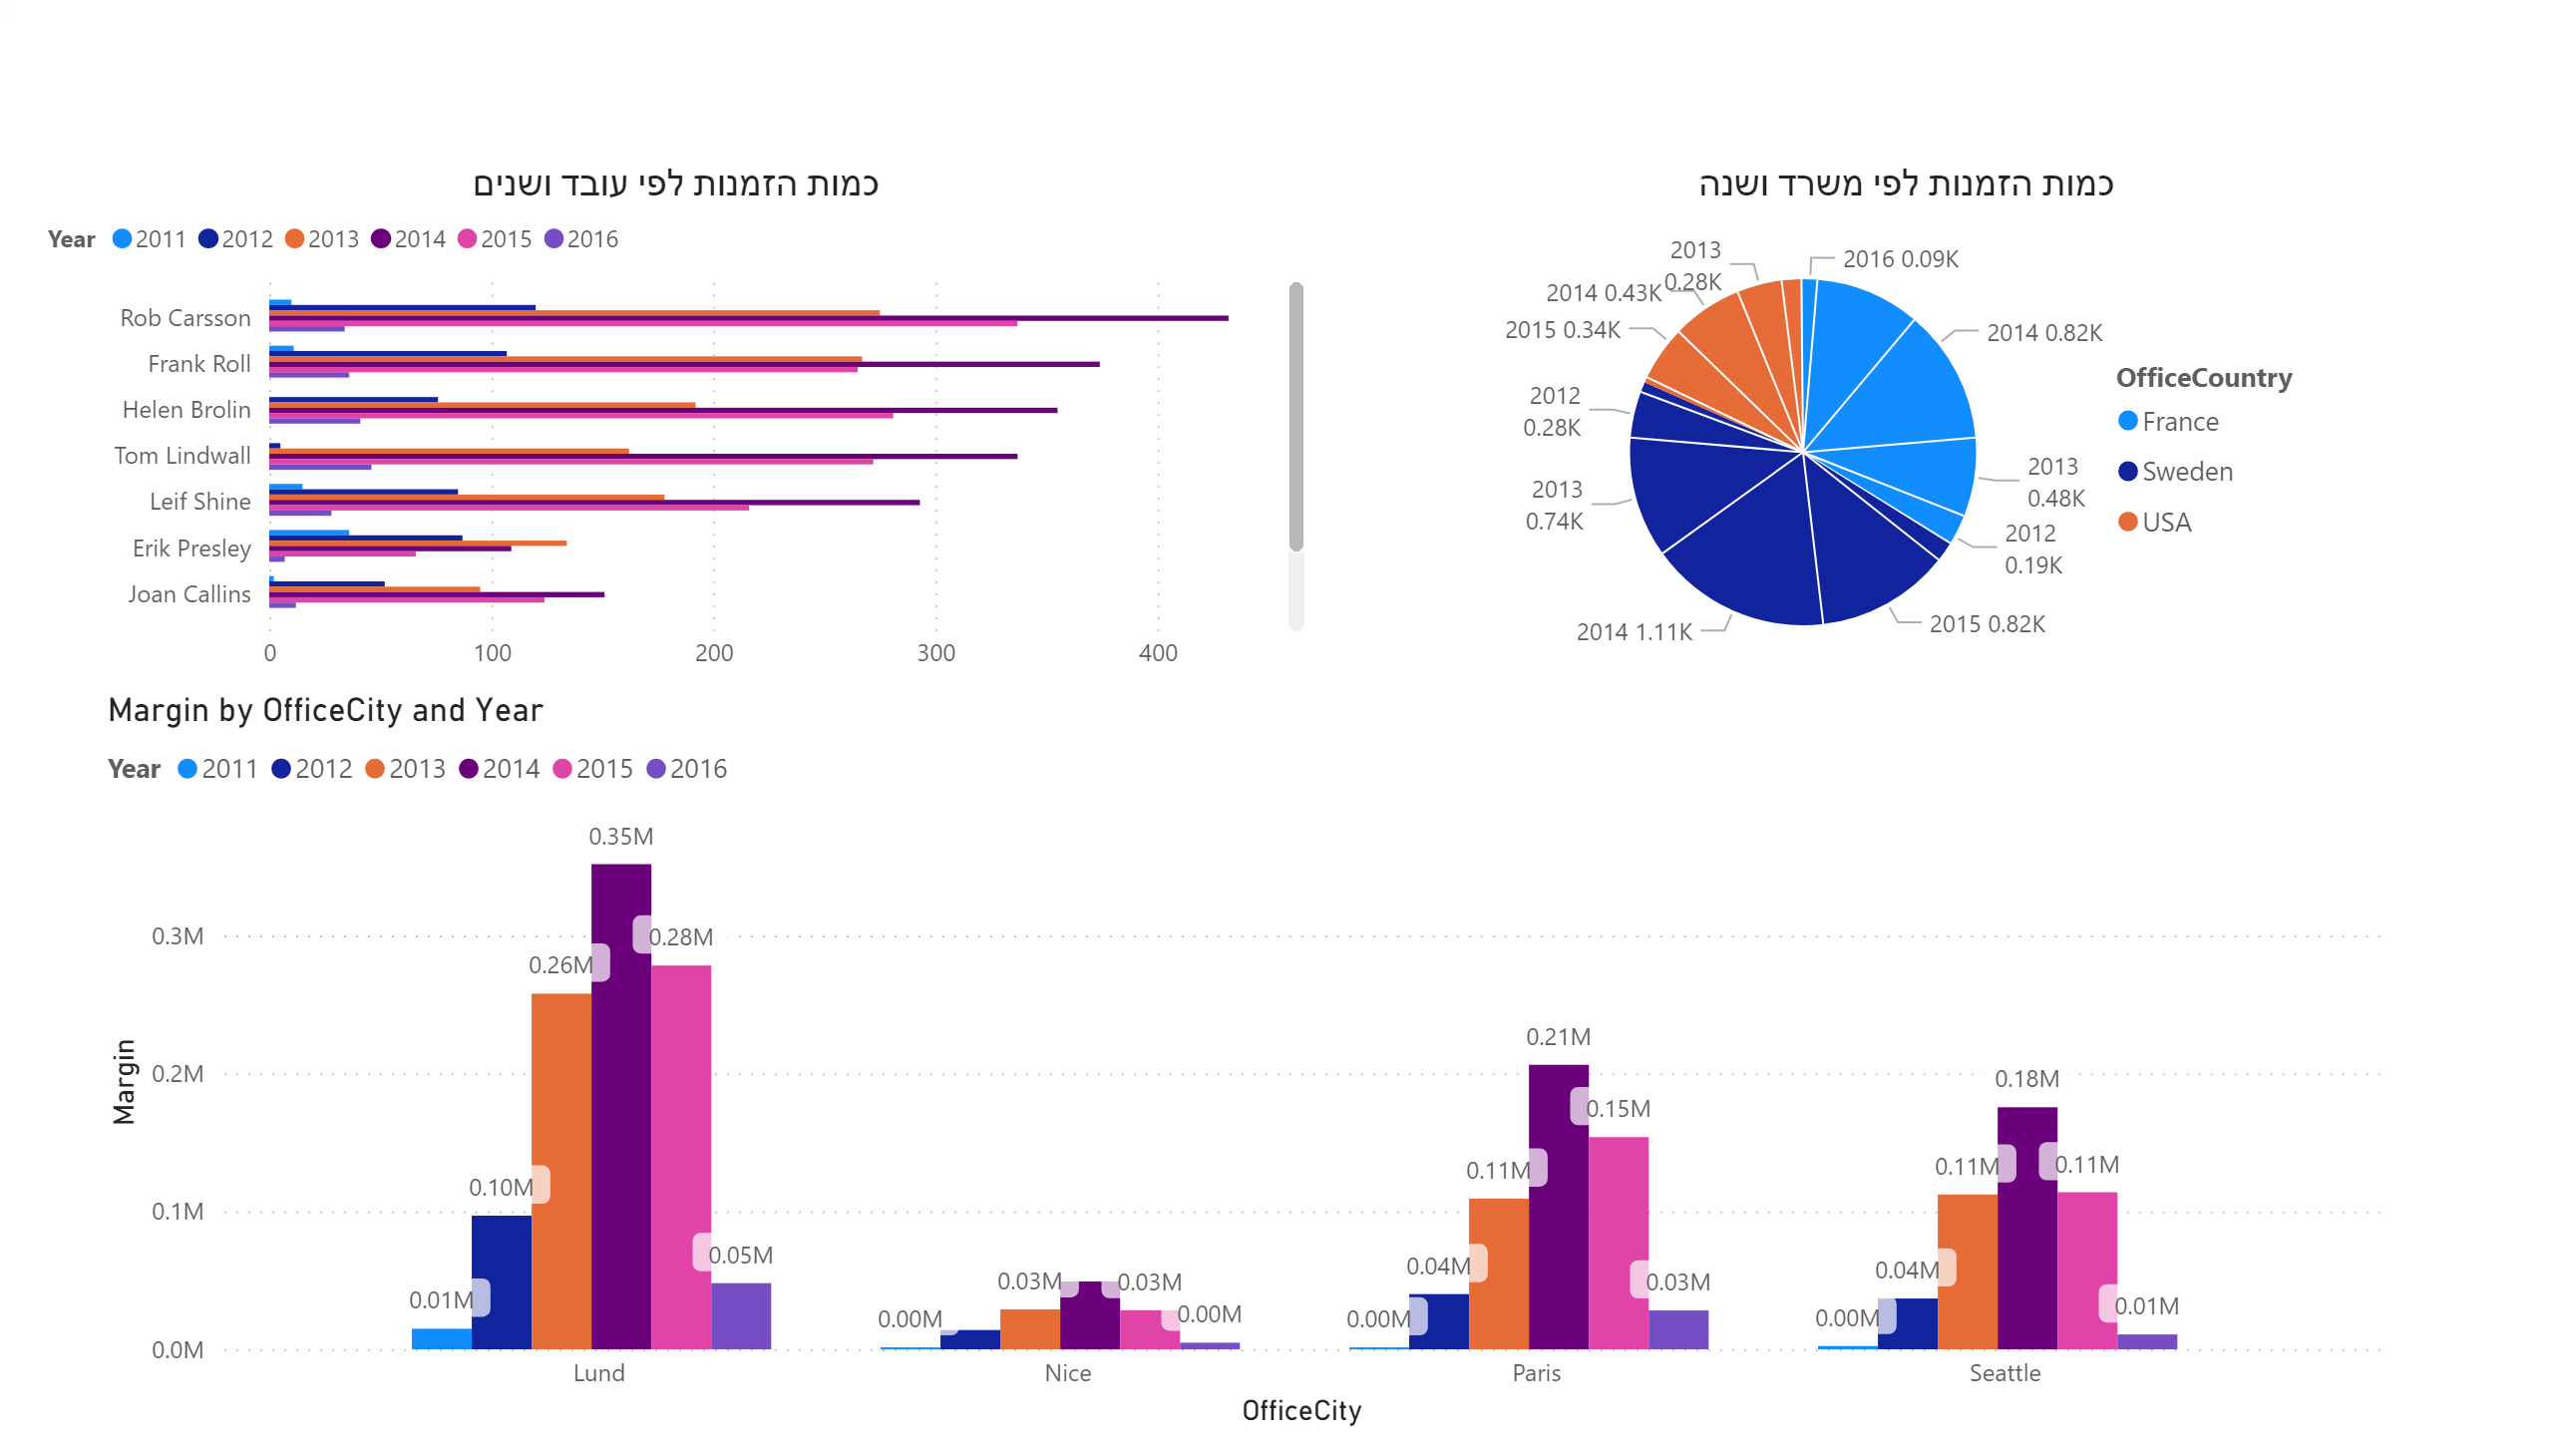 כמות הזמנות לפי עובד ושנים
Year 2011 2012 2013 2014 2015 2016
Rob Carsson
Frank Roll
Helen Brolin
Tom Lindwall
Leif Shine
Erik Presley
Joan Callins
0 100 200 300 400
כמות הזמנות לפי משרד ושנה
2016 0.09K
2014 0.82K
2013
0.48K
2012
0.19K
2015 0.82K
2014 1.11K
2013
0.74K
2012
0.28K
2015 0.34K
2014 0.43K
2013
0.28K
OfficeCountry
France
Sweden
USA
Margin by OfficeCity and Year
Year 2011 2012 2013 2014 2015 2016
Margin
0.3M
0.2M
0.1M
0.0M
0.01M 0.10M 0.26M 0.35M 0.28M 0.05M
0.00M 0.03M 0.03M 0.00M
0.00M 0.04M 0.11M 0.21M 0.15M 0.03M
0.00M 0.04M 0.11M 0.18M 0.11M 0.01M
Lund Nice Paris Seattle
OfficeCity